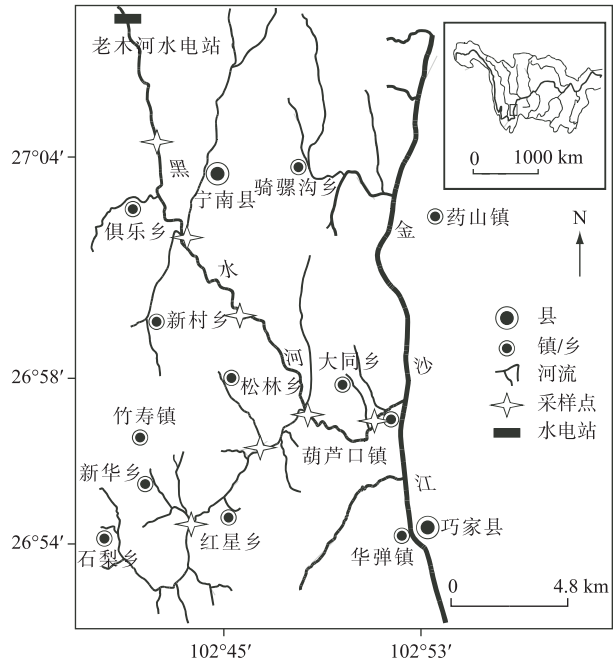 老木河水电站
0 1000 km
27°04′
黑
宁南县
骑骡沟乡
药山镇
N
俱乐乡
金
水
新村乡
县
镇/乡
河
大同乡
沙
河流
26°58′
松林乡
采样点
竹寿镇
水电站
葫芦口镇
新华乡
江
红星乡
巧家县
26°54′
石梨乡
华弹镇
0 4.8 km
102°45′ 102°53′